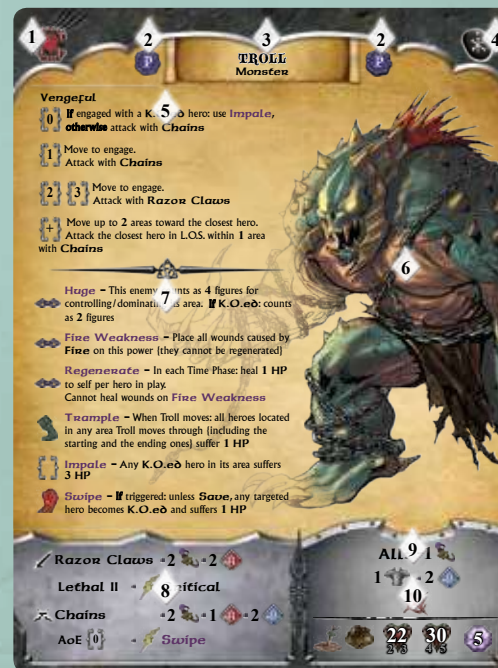 1 2 3 2 4
P P
TROLL
Monster
Vengeful
5
0 If engaged with a K.O.ed hero: use Impale,
otherwise attack with Chains
1 Move to engage.
Attack with Chains
2 3 Move to engage.
Attack with Razor Claws
+ Move up to 2 areas toward the closest hero.
Attack the closest hero in L.O.S. within 1 area
with Chains
6
7
Huge – This enemy as 4 figures for
area. If K.O.ed: counts
as 2 figures
Fire Weakness – Place all wounds caused by
Fire on this power (they cannot be regenerated)
Regenerate – In each Time Phase: heal 1 HP
to self per hero in play.
Cannot heal wounds on Fire Weakness
Trample – When Troll moves: all heroes located
in any area Troll moves through (including the
starting and the ending ones) suffer 1 HP
Impale – Any K.O.ed hero in its area suffers
3 HP
Swipe – If triggered: unless Save, any targeted
hero becomes K.O.ed and suffers 1 HP
Razor Claws 2 2
Lethal II
8
Chains 2 1 2
AoE 0 Swipe
9
1
1 2
10
22 30 5
2 3 4 5